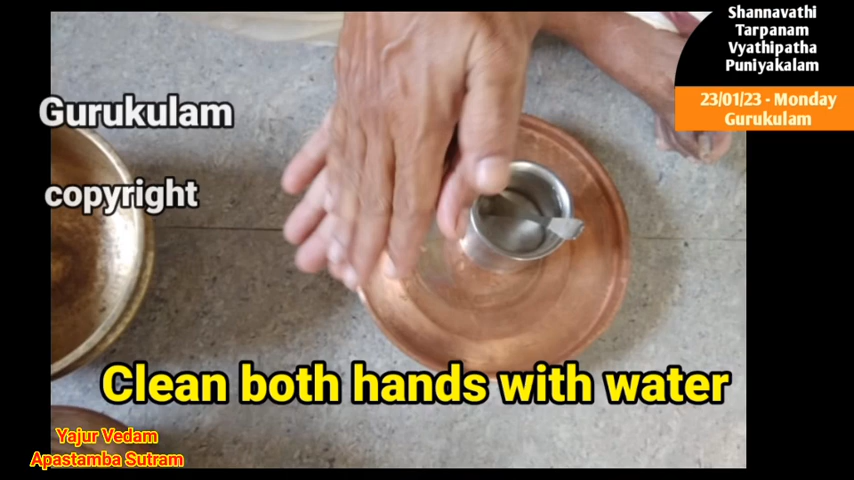 Shannavathi
Tarpanam
Vyathipatha
Puniyakalam
23/01/23 - Monday
Gurukulam
Gurukulam
copyright
Clean both hands with water
Yajur Vedam
Apastamba Sutram